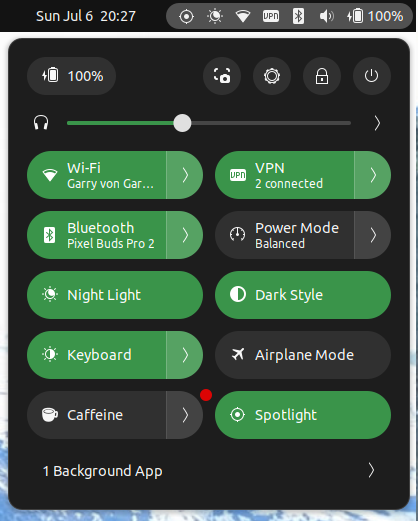 Sun Jul 6 20:27
VPN
100%
100%
Wi-Fi
Garry von Gar…
VPN
VPN
2 connected
Bluetooth
Pixel Buds Pro 2
Power Mode
Balanced
Night Light
Dark Style
Keyboard
Airplane Mode
Caffeine
Spotlight
1 Background App